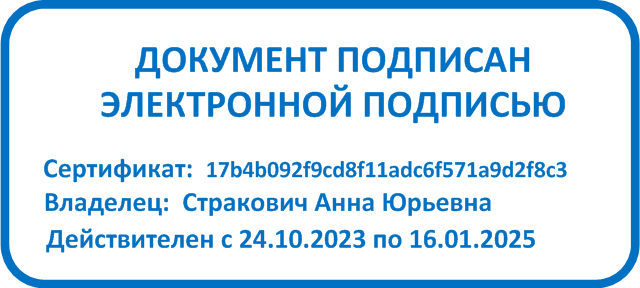 ДОКУМЕНТ ПОДПИСАН
ЭЛЕКТРОННОЙ ПОДПИСЬЮ
Сертификат: 17b4b092f9cd8f11adc6f571a9d2f8c3
Владелец: Стракович Анна Юрьевна
Действителен с 24.10.2023 по 16.01.2025